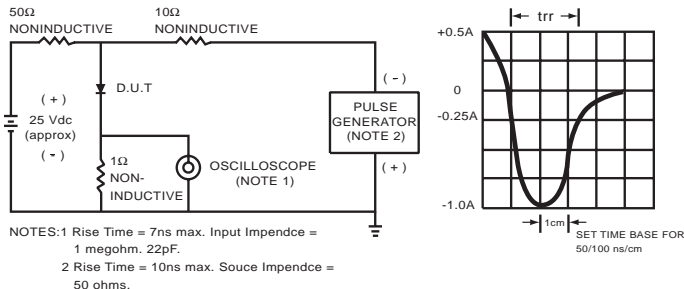 50Ω
NONINDUCTIVE
10Ω
NONINDUCTIVE
( + )
25 Vdc
(approx)
( - )
D.U.T
1Ω
NON-
INDUCTIVE
OSCILLOSCOPE
(NOTE 1)
( - )
PULSE
GENERATOR
(NOTE 2)
( + )
trr
+0.5A
0
-0.25A
-1.0A
1cm
SET TIME BASE FOR
50/100 ns/cm
NOTES:1 Rise Time = 7ns max. Input Impendce =
1 megohm. 22pF.
2 Rise Time = 10ns max. Souce Impendce =
50 ohms.